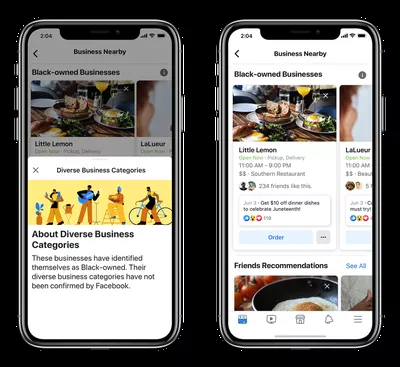 2:04
Business Nearby
Black-owned Businesses
Little Lemon
Open Now · Pickup, Delivery
LaLueur
Diverse Business Categories
About Diverse Business
Categories
These businesses have identified
themselves as Black-owned. Their
diverse business categories have not
been confirmed by Facebook.
2:04
Business Nearby
Black-owned Businesses
Little Lemon
Open Now · Pickup, Delivery
11:00 AM - 9:00 PM
$$ · Southern Restaurant
234 friends like this.
Jun 3 · Get $10 off dinner dishes
to celebrate Juneteenth!
119
Order
LaLueur
Open Now
11:00 AM
$$ · Beau
Jun 3
must try!
Friends Recommendations
See All